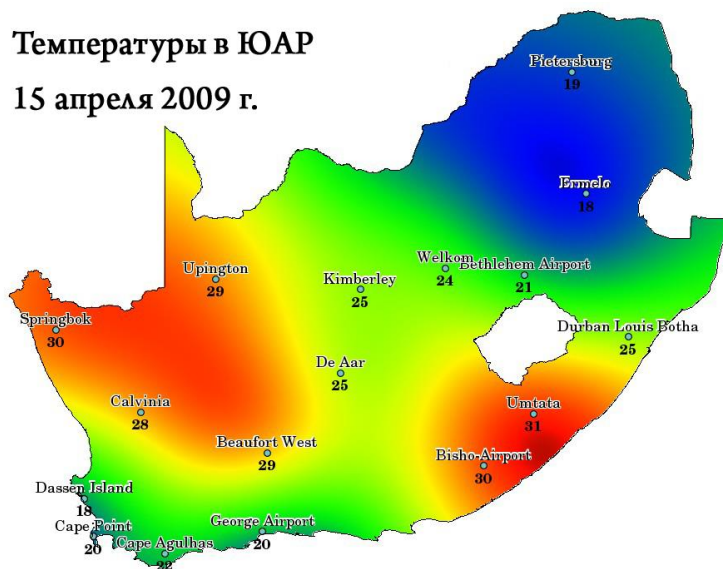 Температуры в ЮАР
15 апреля 2009 г.
Pietersburg
19
Ermelo
18
Upington
29
Kimberley
25
Welkom
24
Bethlehem Airport
21
Springbok
30
Durban Louis Botha
25
De Aar
25
Calvinia
28
Umtata
31
Beaufort West
29
Bisho-Airport
30
Dassen Island
18
Cape Point
20
Cape Agulhas
22
George Airport
20